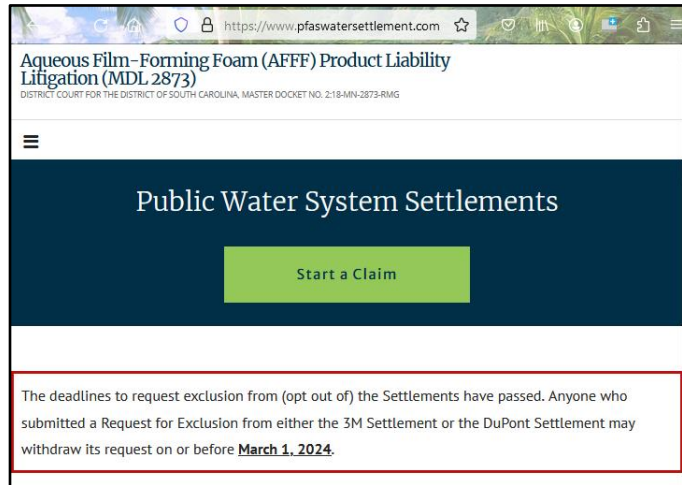 https://www.pfaswatersettlement.com
Aqueous Film-Forming Foam (AFFF) Product Liability
Litigation (MDL 2873)
DISTRICT COURT FOR THE DISTRICT OF SOUTH CAROLINA, MASTER DOCKET NO. 2:18-MN-2873-RMG
Public Water System Settlements
Start a Claim
The deadlines to request exclusion from (opt out of) the Settlements have passed. Anyone who
submitted a Request for Exclusion from either the 3M Settlement or the DuPont Settlement may
withdraw its request on or before March 1, 2024.